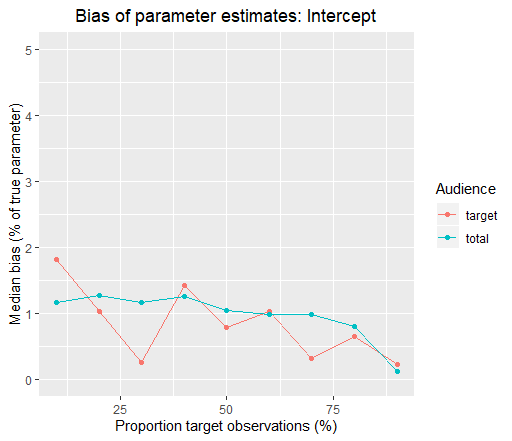 Bias of parameter estimates: Intercept
Median bias (% of true parameter)
5
4
3
2
1
0
25
50
75
Proportion target observations (%)
Audience
target
total